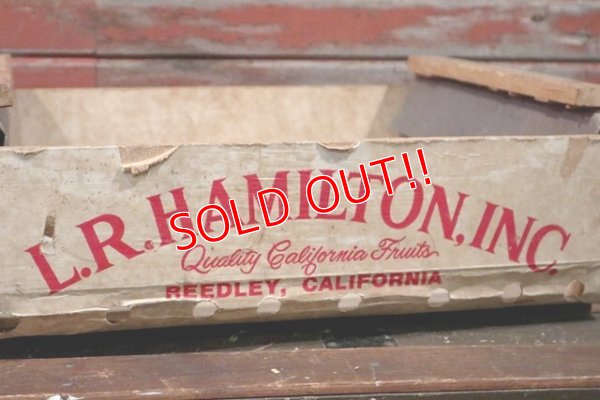 L.R. HAMILTON, INC.
SOLD OUT!!
Quality California Fruits
REEDLEY, CALIFORNIA